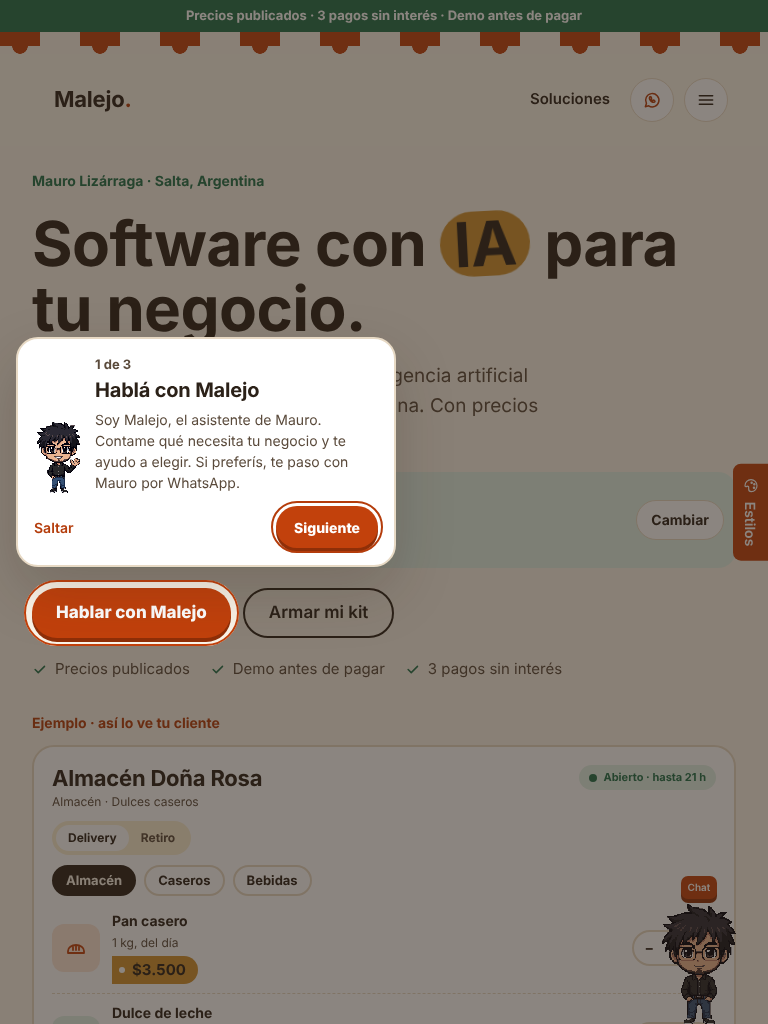 Precios publicados · 3 pagos sin interés · Demo antes de pagar
Malejo.
Soluciones
Mauro Lizárraga · Salta, Argentina
Software con IA para
tu negocio.
gencia artificial
na. Con precios
1 de 3
Hablá con Malejo
Soy Malejo, el asistente de Mauro.
Contame qué necesita tu negocio y te
ayudo a elegir. Si preferís, te paso con
Mauro por WhatsApp.
Saltar
Siguiente
Cambiar
Estilos
Hablar con Malejo
Armar mi kit
Precios publicados
Demo antes de pagar
3 pagos sin interés
Ejemplo · así lo ve tu cliente
Almacén Doña Rosa
Abierto · hasta 21 h
Almacén · Dulces caseros
Delivery
Retiro
Almacén
Caseros
Bebidas
Chat
Pan casero
1 kg, del día
−
$3.500
Dulce de leche